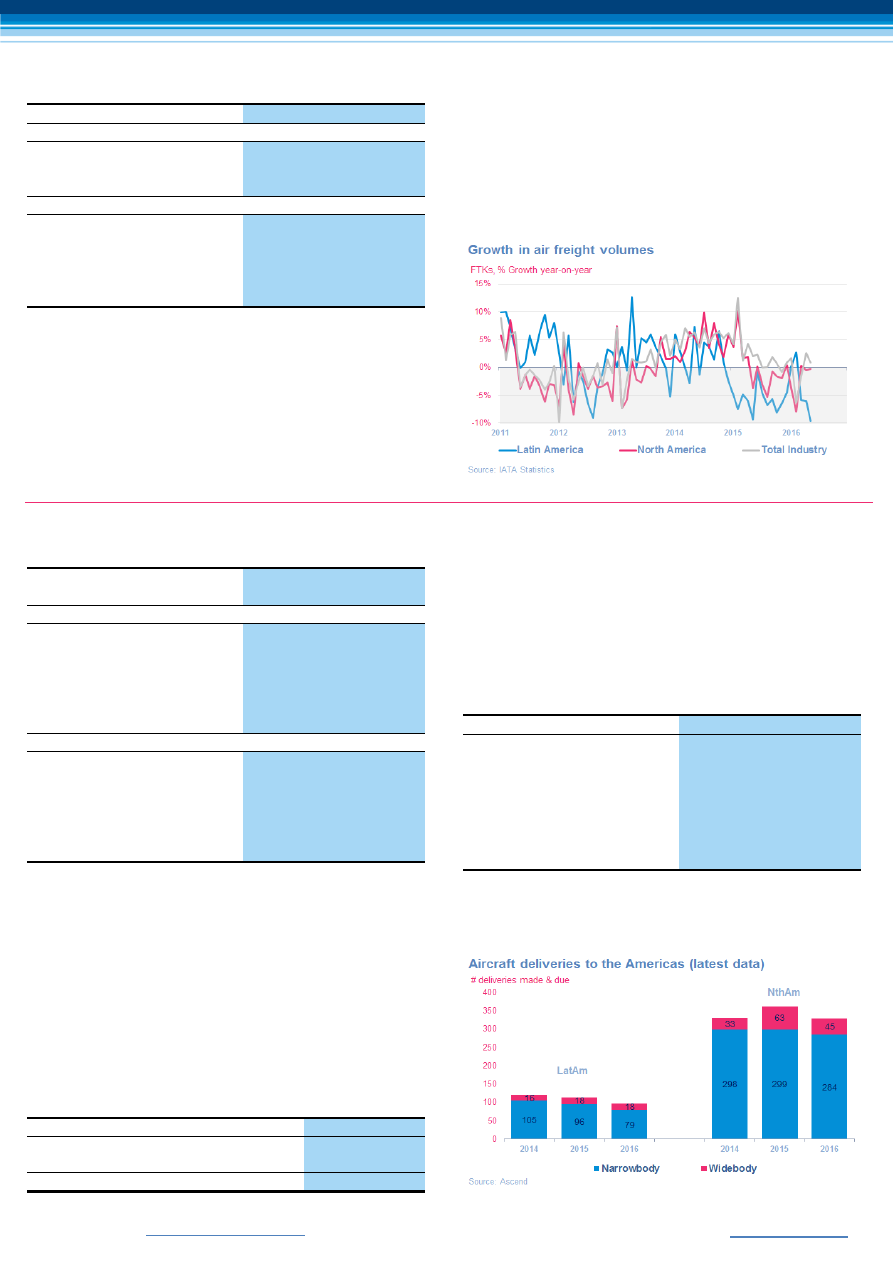 Growth in air freight volumes
FTKs, % Growth year-on-year
15%
10%
5%
0%
-5%
-10%
2011 2012 2013 2014 2015 2016
Latin America North America Total Industry
Source: IATA Statistics
Aircraft deliveries to the Americas (latest data)
# deliveries made & due
400
350
300
250
200
150
100
50
0
LatAm
NthAm
16 18 18 33 63 45
105 96 79 298 299 284
2014 2015 2016 2014 2015 2016
Narrowbody Widebody
Source: Ascend